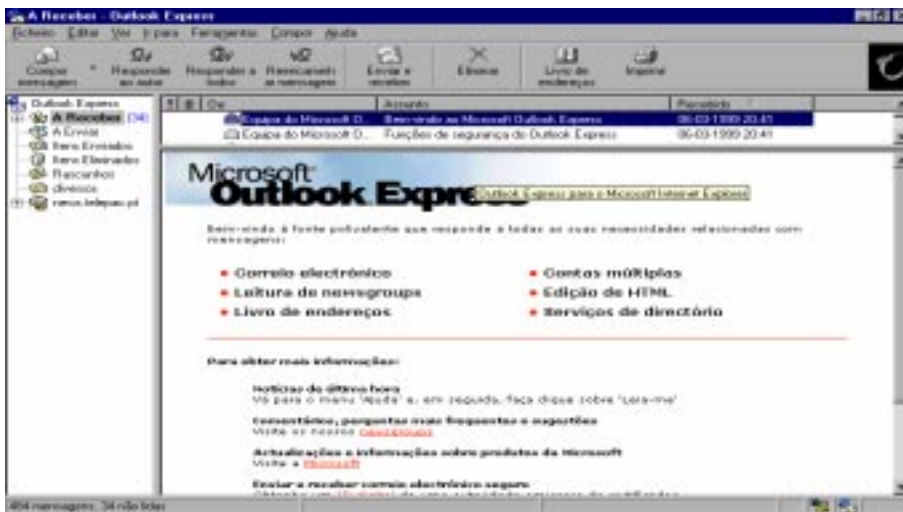 A Receber - Outlook Express
Ficheiro Editar Ver Ir para Ferramentas Compor Ajuda
Compor mensagem Responder ao autor Responder a todos Reencaminhar mensagem Enviar e receber Eliminar Livro de endereços Imprimir
Outlook Express
A Receber (34)
A Enviar
Itens Enviados
Itens Eliminados
Rascunhos
diversos
news.telepac.pt
De Assunto Recebido
Equipa do Microsoft O... Bem-vindo ao Microsoft Outlook Express 06-03-1999 20:41
Equipa do Microsoft O... Funções de segurança do Outlook Express 06-03-1999 20:41
Microsoft
Outlook Express
Outlook Express para o Microsoft Internet Explorer
Bem-vindo à fonte polivalente que responde a todas as suas necessidades relacionadas com
mensagens:
• Correio electrónico
• Contas múltiplas
• Leitura de newsgroups
• Edição de HTML
• Livro de endereços
• Serviços de directório
Para obter mais informações:
Notícias de última hora
Vá para o menu 'Ajuda' e, em seguida, faça clique sobre 'Leia-me'
Comentários, perguntas mais frequentes e sugestões
Visite os nossos newsgroups
Actualizações e informações sobre produtos da Microsoft
Visite a Microsoft
Enviar e receber correio electrónico seguro
484 mensagens, 34 não lidas